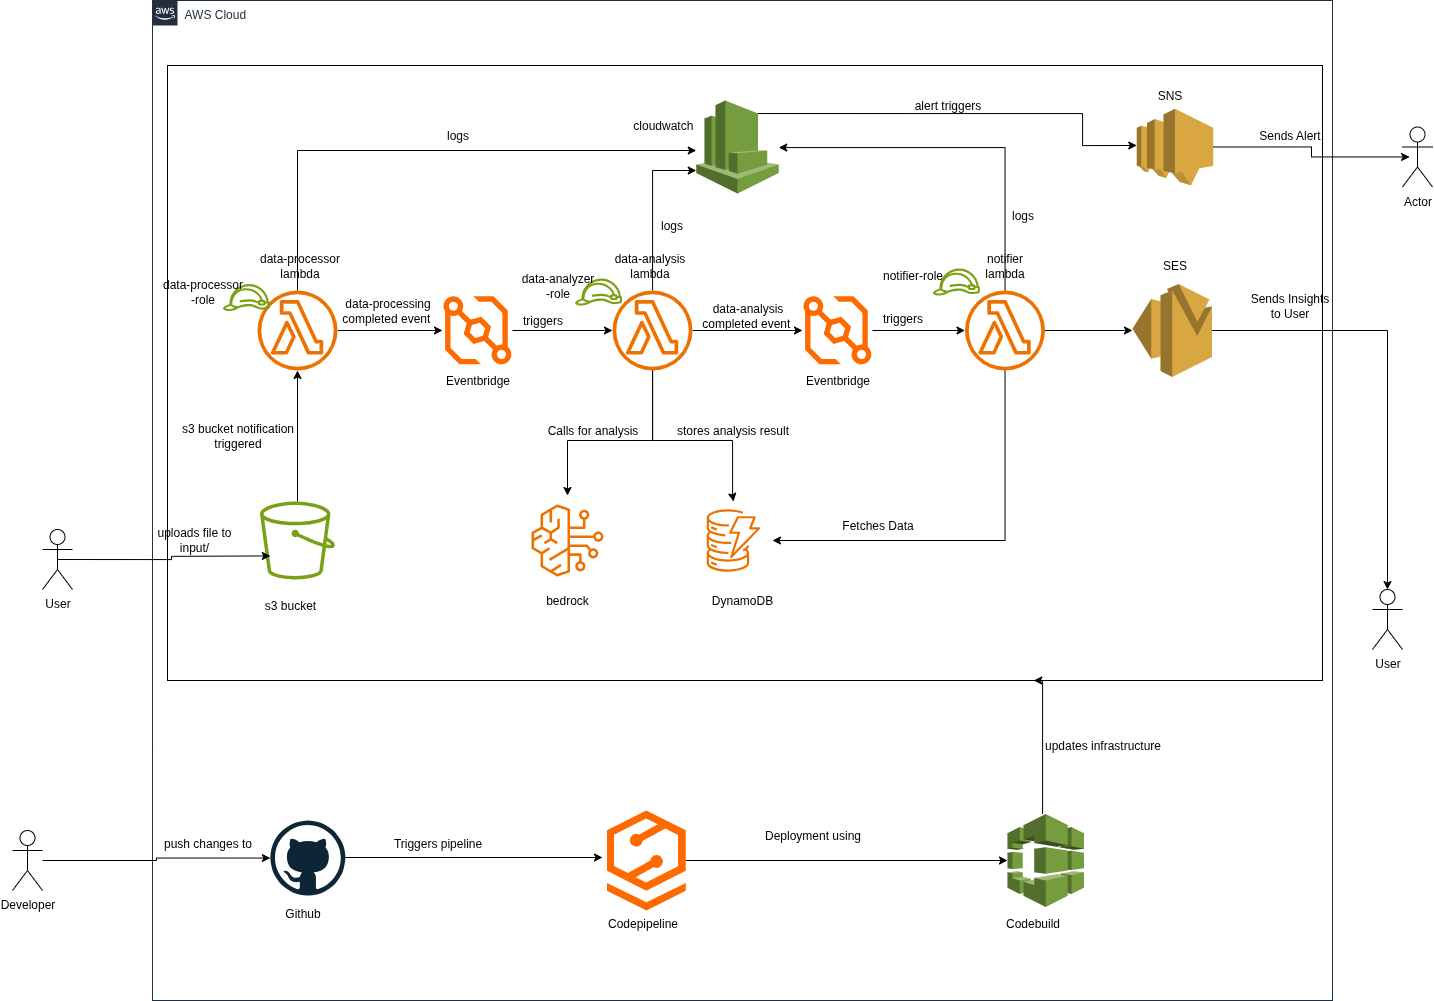 aws
AWS Cloud
SNS
alert triggers
cloudwatch
logs
Sends Alert
Actor
logs
logs
data-processor
lambda
data-analysis
lambda
notifier
lambda
SES
data-processor
-role
data-analyzer
-role
notifier-role
data-processing
completed event
triggers
data-analysis
completed event
triggers
Sends Insights
to User
Eventbridge
Eventbridge
s3 bucket notification
triggered
Calls for analysis
stores analysis result
Fetches Data
uploads file to
input/
User
s3 bucket
bedrock
DynamoDB
User
updates infrastructure
push changes to
Triggers pipeline
Deployment using
Developer
Github
Codepipeline
Codebuild